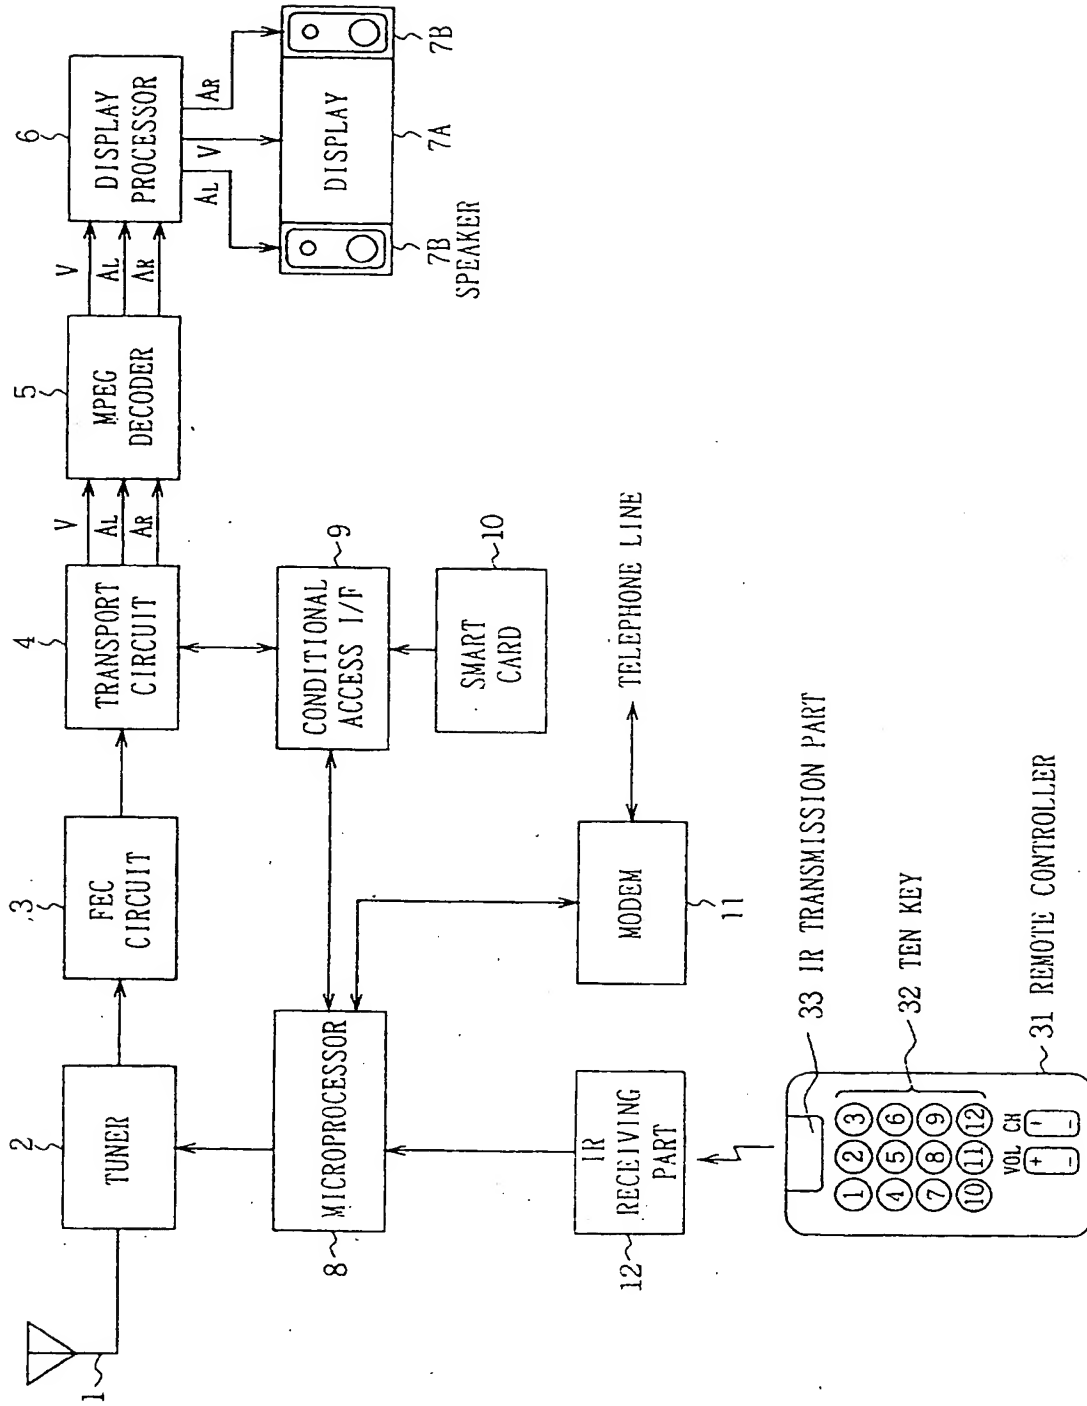 1
2
TUNER
3
FEC
CIRCUIT
4
TRANSPORT
CIRCUIT
V
AL
AR
5
MPEG
DECODER
V
AL
AR
6
DISPLAY
PROCESSOR
AL
V
AR
7B
SPEAKER
DISPLAY
7A
7B
MICROPROCESSOR
8
CONDITIONAL
ACCESS I/F
9
SMART
CARD
10
MODEM
11
TELEPHONE LINE
IR
RECEIVING
PART
12
33 IR TRANSMISSION PART
32 TEN KEY
31 REMOTE CONTROLLER
1 2 3
4 5 6
7 8 9
10 11 12
VOL CH
+
- -